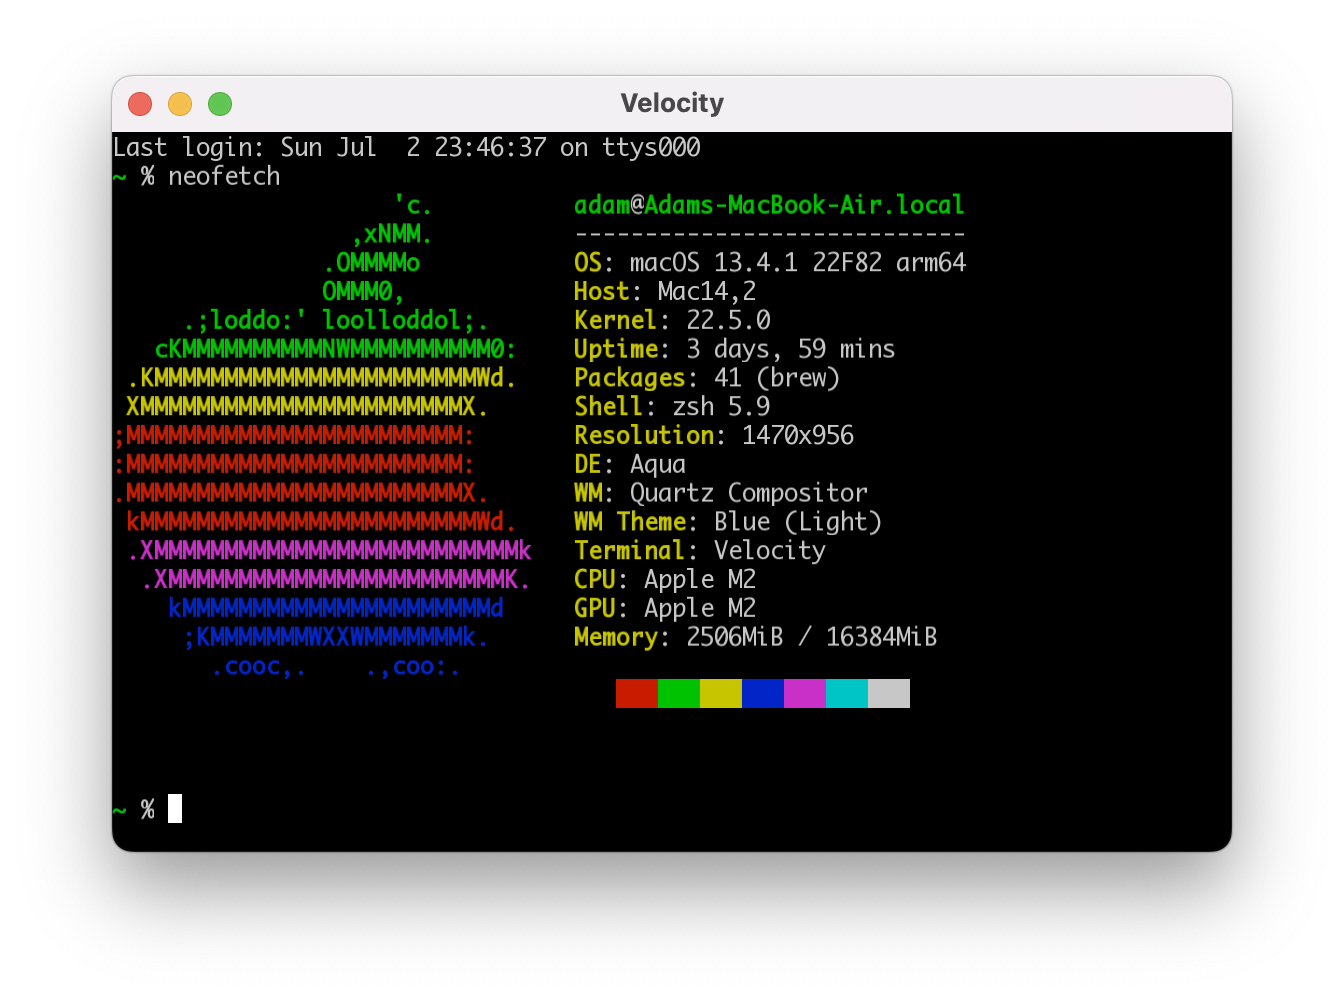 Velocity
Last login: Sun Jul  2 23:46:37 on ttys000
~ % neofetch
                    'c.          adam@Adams-MacBook-Air.local
                 ,xNMM.          ----------------------------
               .OMMMMo           OS: macOS 13.4.1 22F82 arm64
               OMMM0,            Host: Mac14,2
     .;loddo:' loolloddol;.      Kernel: 22.5.0
   cKMMMMMMMMMMNWMMMMMMMMMM0:    Uptime: 3 days, 59 mins
 .KMMMMMMMMMMMMMMMMMMMMMMMWd.    Packages: 41 (brew)
 XMMMMMMMMMMMMMMMMMMMMMMMX.      Shell: zsh 5.9
;MMMMMMMMMMMMMMMMMMMMMMMM:       Resolution: 1470x956
:MMMMMMMMMMMMMMMMMMMMMMMM:       DE: Aqua
.MMMMMMMMMMMMMMMMMMMMMMMMX.      WM: Quartz Compositor
 kMMMMMMMMMMMMMMMMMMMMMMMMWd.    WM Theme: Blue (Light)
 .XMMMMMMMMMMMMMMMMMMMMMMMMMMk   Terminal: Velocity
  .XMMMMMMMMMMMMMMMMMMMMMMMMK.   CPU: Apple M2
    kMMMMMMMMMMMMMMMMMMMMMMd     GPU: Apple M2
     ;KMMMMMMMWXXWMMMMMMMk.      Memory: 2506MiB / 16384MiB
       .cooc,.    .,coo:.
~ %